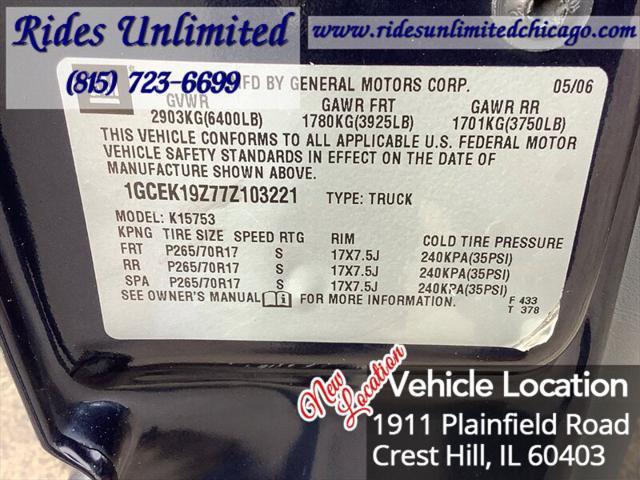 Rides Unlimited
(815) 723-6699
www.ridesunlimitedchicago.com
GM
MFD BY GENERAL MOTORS CORP. 05/06
GVWR GAWR FRT GAWR RR
2903KG(6400LB) 1780KG(3925LB) 1701KG(3750LB)
THIS VEHICLE CONFORMS TO ALL APPLICABLE U.S. FEDERAL MOTOR
VEHICLE SAFETY STANDARDS IN EFFECT ON THE DATE OF
MANUFACTURE SHOWN ABOVE.
1GCEK19Z77Z103221 TYPE: TRUCK
MODEL: K15753
KPNG TIRE SIZE SPEED RTG RIM COLD TIRE PRESSURE
FRT P265/70R17 S 17X7.5J 240KPA(35PSI)
RR P265/70R17 S 17X7.5J 240KPA(35PSI)
SPA P265/70R17 S 17X7.5J 240KPA(35PSI)
SEE OWNER'S MANUAL FOR MORE INFORMATION.
F 433
T 378
New
Location
Vehicle Location
1911 Plainfield Road
Crest Hill, IL 60403